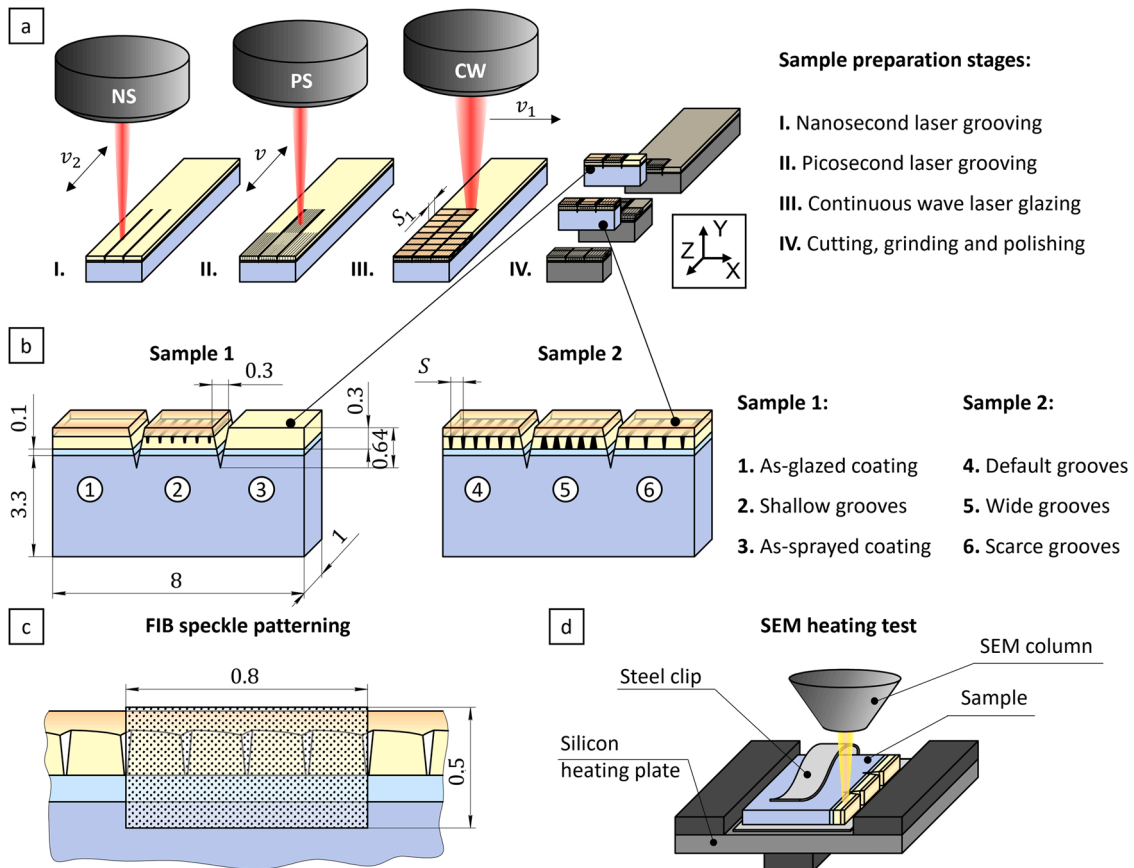 a
NS
PS
CW
v₂
v
v₁
S₁
I.
II.
III.
IV.
Y
Z
X
Sample preparation stages:
I. Nanosecond laser grooving
II. Picosecond laser grooving
III. Continuous wave laser glazing
IV. Cutting, grinding and polishing
b
Sample 1
Sample 2
0.3
S
0.1
0.3
0.64
3.3
1
2
3
4
5
6
8
1
Sample 1:
1. As-glazed coating
2. Shallow grooves
3. As-sprayed coating
Sample 2:
4. Default grooves
5. Wide grooves
6. Scarce grooves
c
FIB speckle patterning
0.8
0.5
d
SEM heating test
SEM column
Steel clip
Sample
Silicon
heating plate